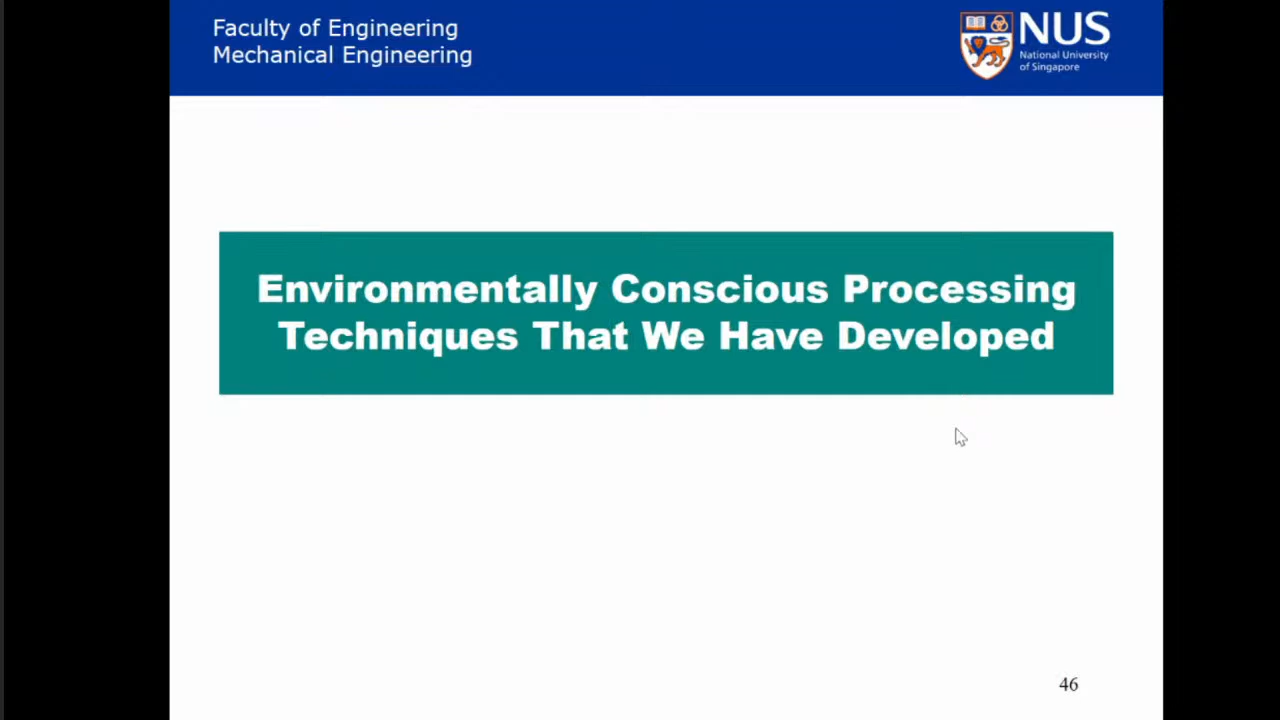 Faculty of Engineering
Mechanical Engineering
NUS
National University
of Singapore
Environmentally Conscious Processing
Techniques That We Have Developed
46